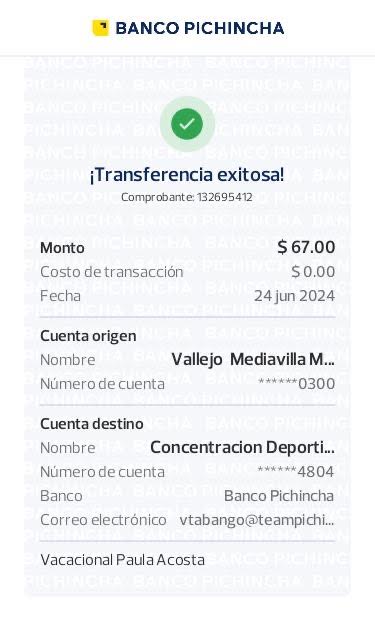 BANCO PICHINCHA
¡Transferencia exitosa!
Comprobante: 132695412
Monto $ 67.00
Costo de transacción $ 0.00
Fecha 24 jun 2024
Cuenta origen
Nombre Vallejo Mediavilla M...
Número de cuenta ******0300
Cuenta destino
Nombre Concentracion Deporti...
Número de cuenta ******4804
Banco Banco Pichincha
Correo electrónico vtabango@teampichi...
Vacacional Paula Acosta